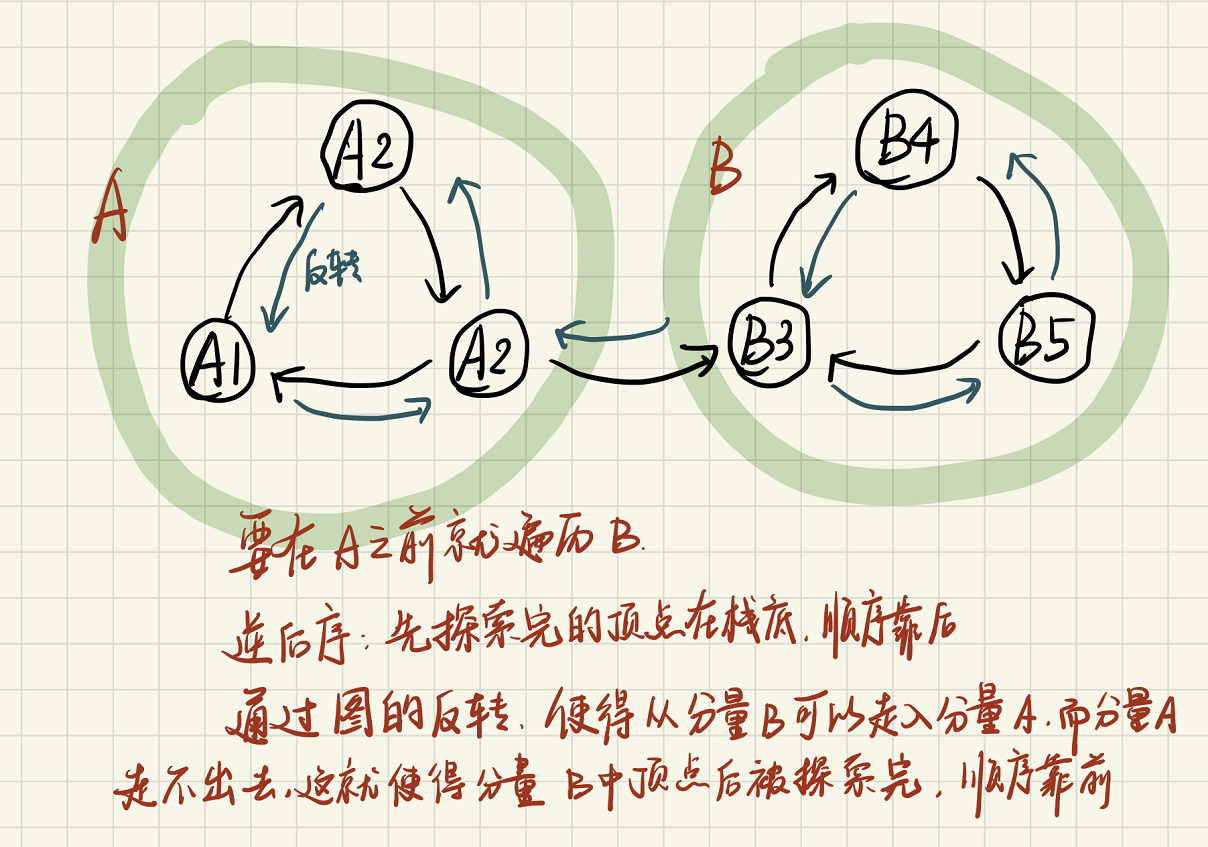 A2
B4
B
A
反转
A1
A2
B3
B5
要在A之前就遍历B.
逆后序:先探索完的顶点在栈底,顺序靠后
通过图的反转,使得从分量B可以走入分量A,而分量A
走不出去,这就使得分量B中顶点后被探索完,顺序靠前